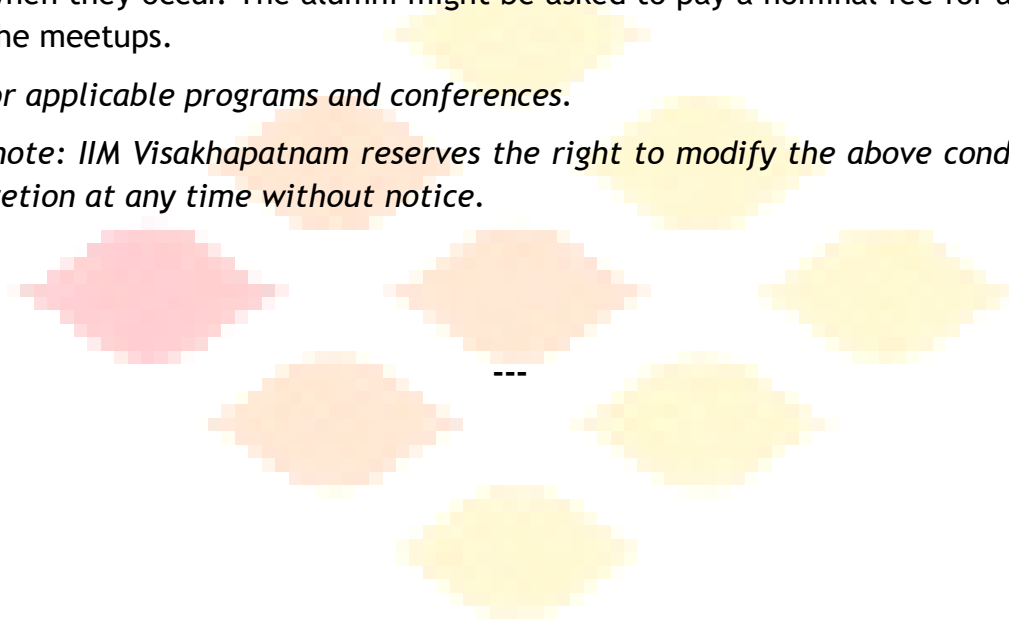 when they occur. The alumni might be asked to pay a nominal fee for a
he meetups.
or applicable programs and conferences.
note: IIM Visakhapatnam reserves the right to modify the above cond
etion at any time without notice.
---